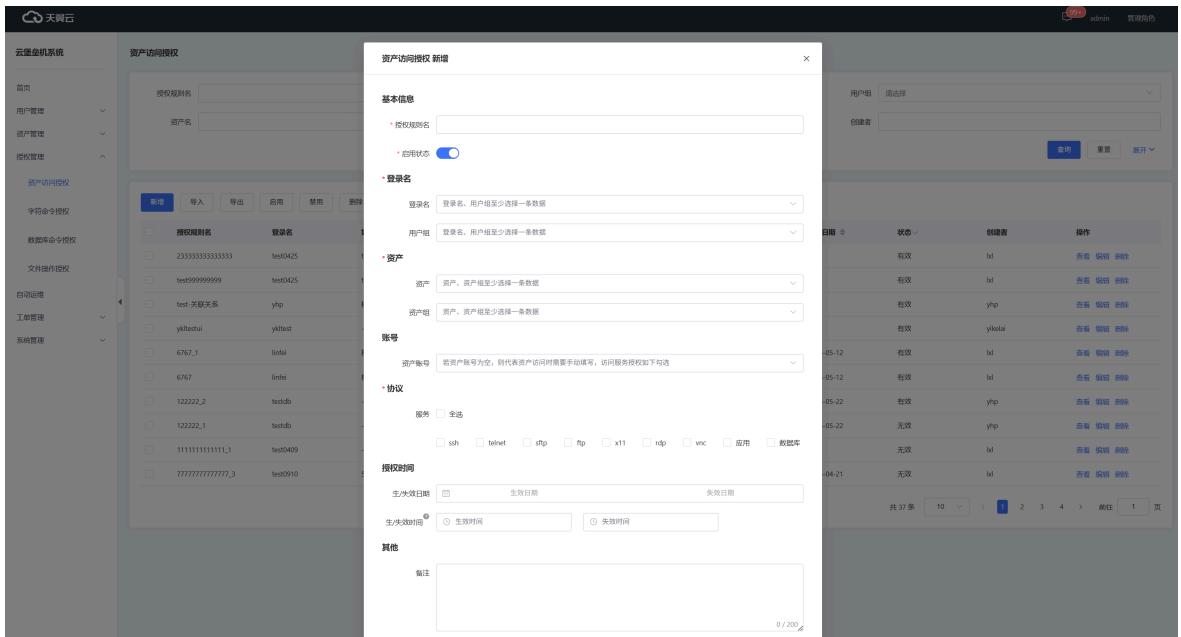 天翼云
99+
admin
管理角色
云堡垒机系统
首页
用户管理
资产管理
授权管理
资产访问授权
字符命令授权
数据库命令授权
文件操作授权
自动运维
工单管理
系统管理
资产访问授权
授权规则名
用户组 请选择
资产名
创建者
查询 重置 展开
新增 导入 导出 启用 禁用 删除
授权规则名 登录名 日期 状态 创建者 操作
233333333333333 test0425 有效 lxl 查看 编辑 删除
test999999999 test0425 有效 lxl 查看 编辑 删除
test-关联关系 yhp 有效 yhp 查看 编辑 删除
ykltestui ykltest 有效 yikelai 查看 编辑 删除
6767_1 linfei -05-12 有效 lxl 查看 编辑 删除
6767 linfei -05-12 有效 lxl 查看 编辑 删除
122222_2 testdb -05-22 有效 yhp 查看 编辑 删除
122222_1 testdb -05-22 无效 yhp 查看 编辑 删除
1111111111111_1 test0409 无效 lxl 查看 编辑 删除
77777777777777_3 test0910 -04-21 无效 lxl 查看 编辑 删除
共 37 条 10 1 2 3 4 前往 1 页
资产访问授权 新增
基本信息
* 授权规则名
* 启用状态
* 登录名
登录名 登录名、用户组至少选择一条数据
用户组 登录名、用户组至少选择一条数据
* 资产
资产 资产、资产组至少选择一条数据
资产组 资产、资产组至少选择一条数据
账号
资产账号 若资产账号为空，则代表资产访问时需要手动填写，访问服务授权如下勾选
* 协议
服务 全选
ssh telnet sftp ftp x11 rdp vnc 应用 数据库
授权时间
生/失效日期 生效日期 失效日期
生/失效时间 生效时间 失效时间
其他
备注
0 / 200